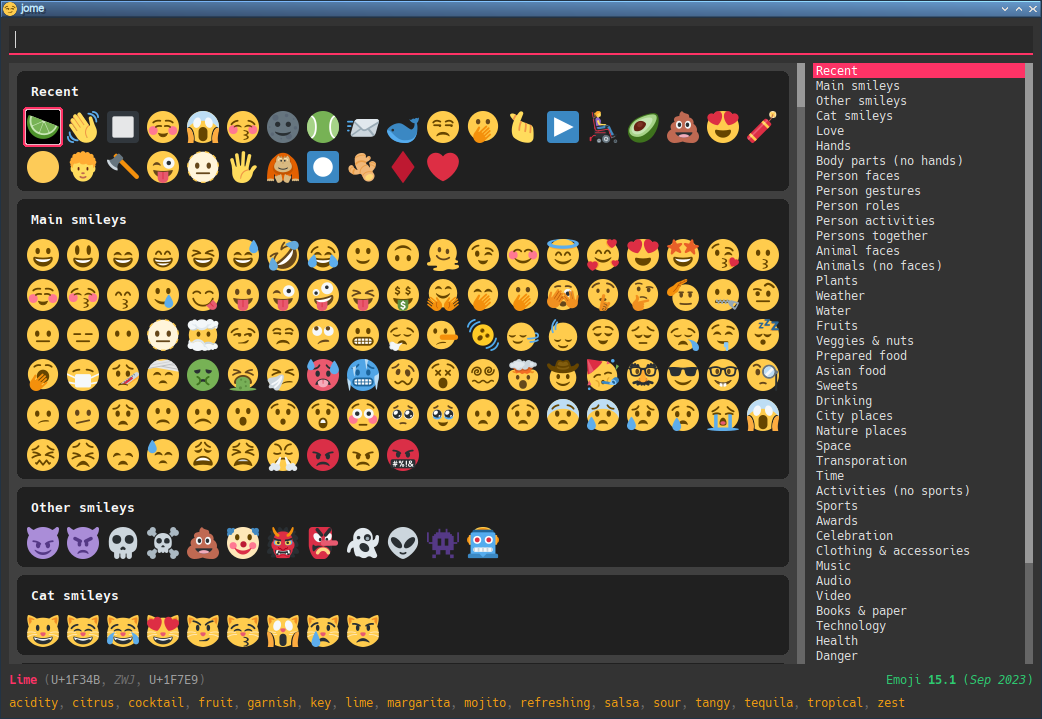 jome
Recent
Main smileys
Other smileys
Cat smileys
Recent
Main smileys
Other smileys
Cat smileys
Love
Hands
Body parts (no hands)
Person faces
Person gestures
Person roles
Person activities
Persons together
Animal faces
Animals (no faces)
Plants
Weather
Water
Fruits
Veggies & nuts
Prepared food
Asian food
Sweets
Drinking
City places
Nature places
Space
Transporation
Time
Activities (no sports)
Sports
Awards
Celebration
Clothing & accessories
Music
Audio
Video
Books & paper
Technology
Health
Danger
Lime (U+1F34B, ZWJ, U+1F7E9)
Emoji 15.1 (Sep 2023)
acidity, citrus, cocktail, fruit, garnish, key, lime, margarita, mojito, refreshing, salsa, sour, tangy, tequila, tropical, zest